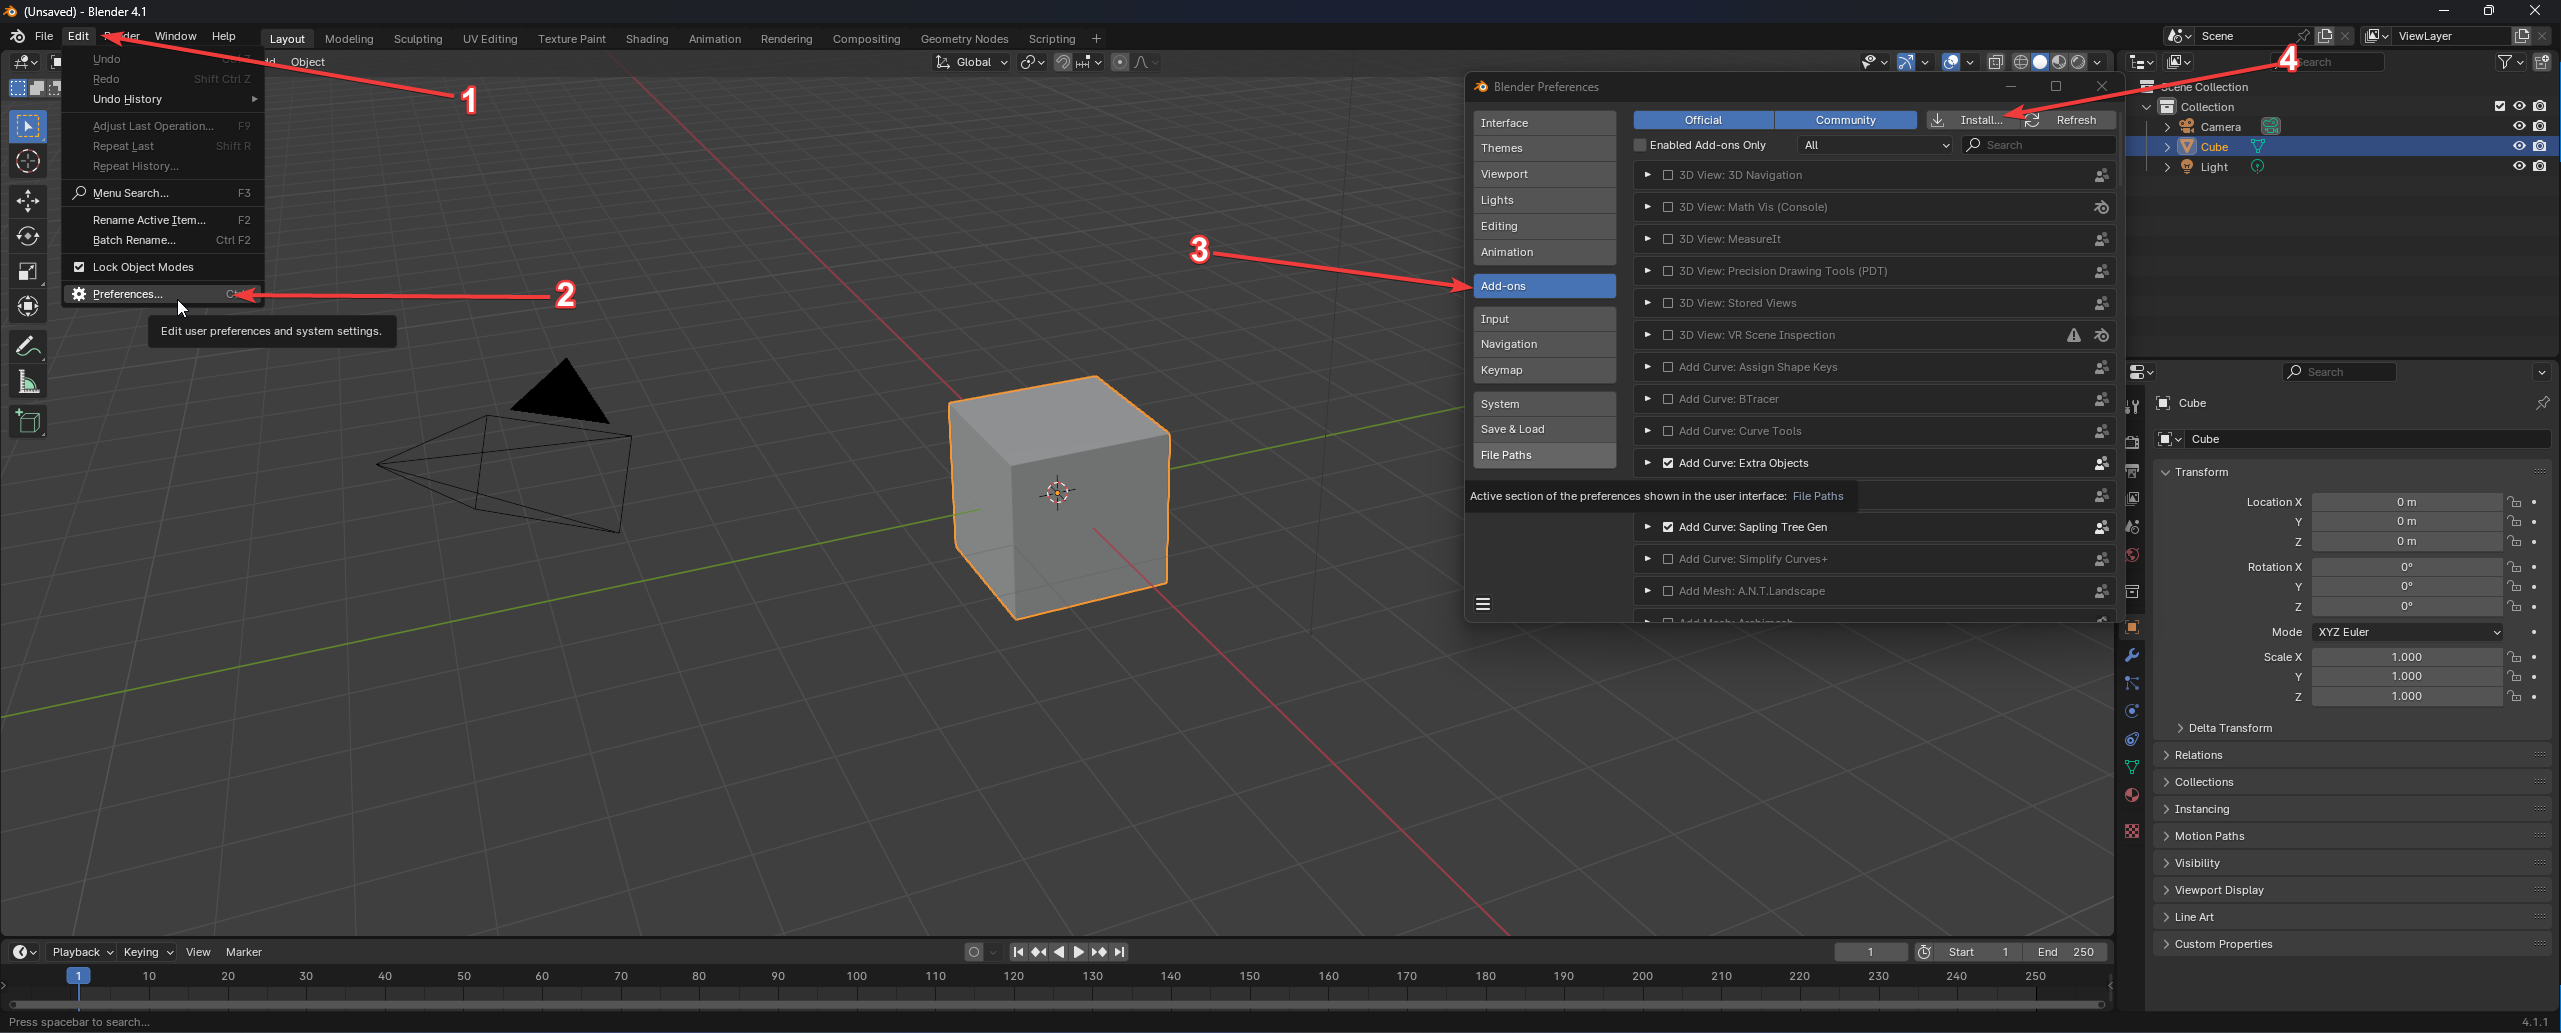 (Unsaved) - Blender 4.1
File Edit Render Window Help
Layout Modeling Sculpting UV Editing Texture Paint Shading Animation Rendering Compositing Geometry Nodes Scripting +
Scene
ViewLayer
Object
Global
Search
Undo
Redo Shift Ctrl Z
Undo History
Adjust Last Operation... F9
Repeat Last Shift R
Repeat History...
Menu Search... F3
Rename Active Item... F2
Batch Rename... Ctrl F2
Lock Object Modes
Preferences...
Edit user preferences and system settings.
1
2
3
4
Blender Preferences
Interface
Themes
Viewport
Lights
Editing
Animation
Add-ons
Input
Navigation
Keymap
System
Save & Load
File Paths
Official Community Install... Refresh
Enabled Add-ons Only All Search
3D View: 3D Navigation
3D View: Math Vis (Console)
3D View: MeasureIt
3D View: Precision Drawing Tools (PDT)
3D View: Stored Views
3D View: VR Scene Inspection
Add Curve: Assign Shape Keys
Add Curve: BTracer
Add Curve: Curve Tools
Add Curve: Extra Objects
Active section of the preferences shown in the user interface: File Paths
Add Curve: Sapling Tree Gen
Add Curve: Simplify Curves+
Add Mesh: A.N.T.Landscape
Scene Collection
Collection
Camera
Cube
Light
Search
Cube
Cube
Transform
Location X 0 m
Y 0 m
Z 0 m
Rotation X 0°
Y 0°
Z 0°
Mode XYZ Euler
Scale X 1.000
Y 1.000
Z 1.000
Delta Transform
Relations
Collections
Instancing
Motion Paths
Visibility
Viewport Display
Line Art
Custom Properties
Playback Keying View Marker
1 Start 1 End 250
1 10 20 30 40 50 60 70 80 90 100 110 120 130 140 150 160 170 180 190 200 210 220 230 240 250
Press spacebar to search...
4.1.1